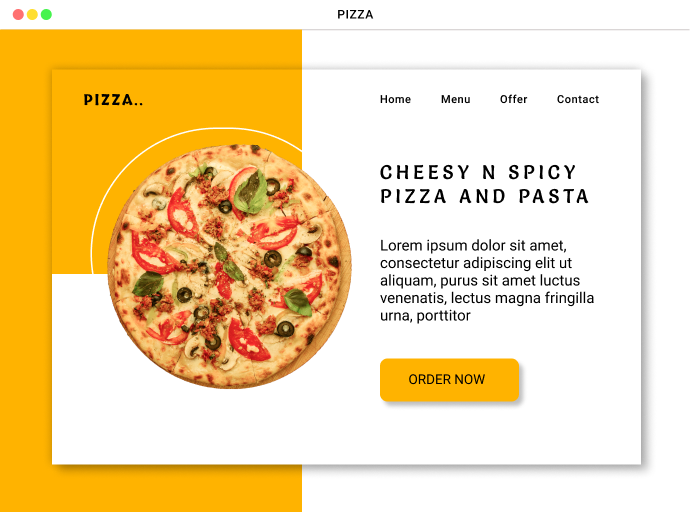 PIZZA
PIZZA..
Home Menu Offer Contact
CHEESY N SPICY
PIZZA AND PASTA
Lorem ipsum dolor sit amet,
consectetur adipiscing elit ut
aliquam, purus sit amet luctus
venenatis, lectus magna fringilla
urna, porttitor
ORDER NOW